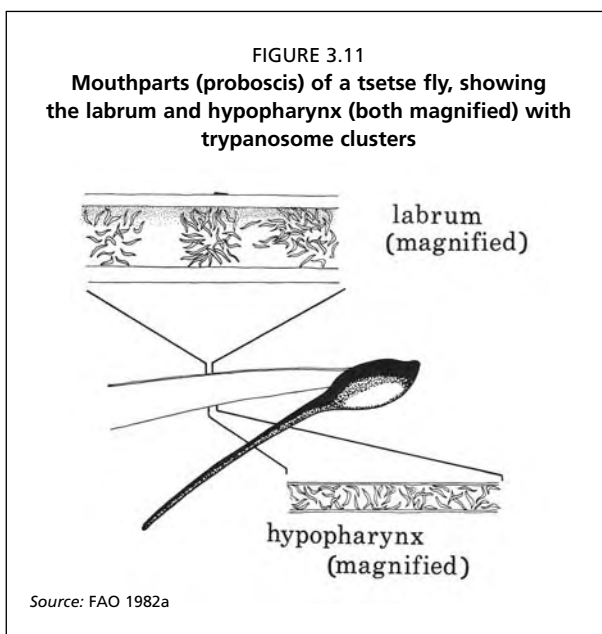 FIGURE 3.11
Mouthparts (proboscis) of a tsetse fly, showing
the labrum and hypopharynx (both magnified) with
trypanosome clusters
labrum
(magnified)
hypopharynx
(magnified)
Source: FAO 1982a